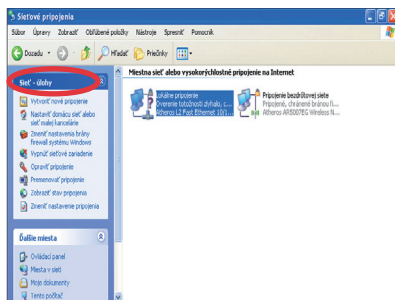 Sieťové pripojenia
Súbor Úpravy Zobraziť Obľúbené položky Nástroje Spresniť Pomocník
Dozadu Hľadať Priečinky
Sieť - úlohy
Vytvoriť nové pripojenie
Nastaviť domácu sieť alebo
sieť malej kancelárie
Zmeniť nastavenia brány
firewall systému Windows
Vypnúť sieťové zariadenie
Opraviť pripojenie
Premenovať pripojenie
Zobraziť stav pripojenia
Zmeniť nastavenie pripojenia
Ďalšie miesta
Ovládací panel
Miesta v sieti
Moje dokumenty
Tento počítač
Miestna sieť alebo vysokorýchlostné pripojenie na Internet
Lokálne pripojenie
Overenie totožnosti zlyhalo, c...
Atheros L2 Fast Ethernet 10/1...
Pripojenie bezdrôtovej siete
Pripojené, chránené bránou fi...
Atheros AR5007EG Wireless N...